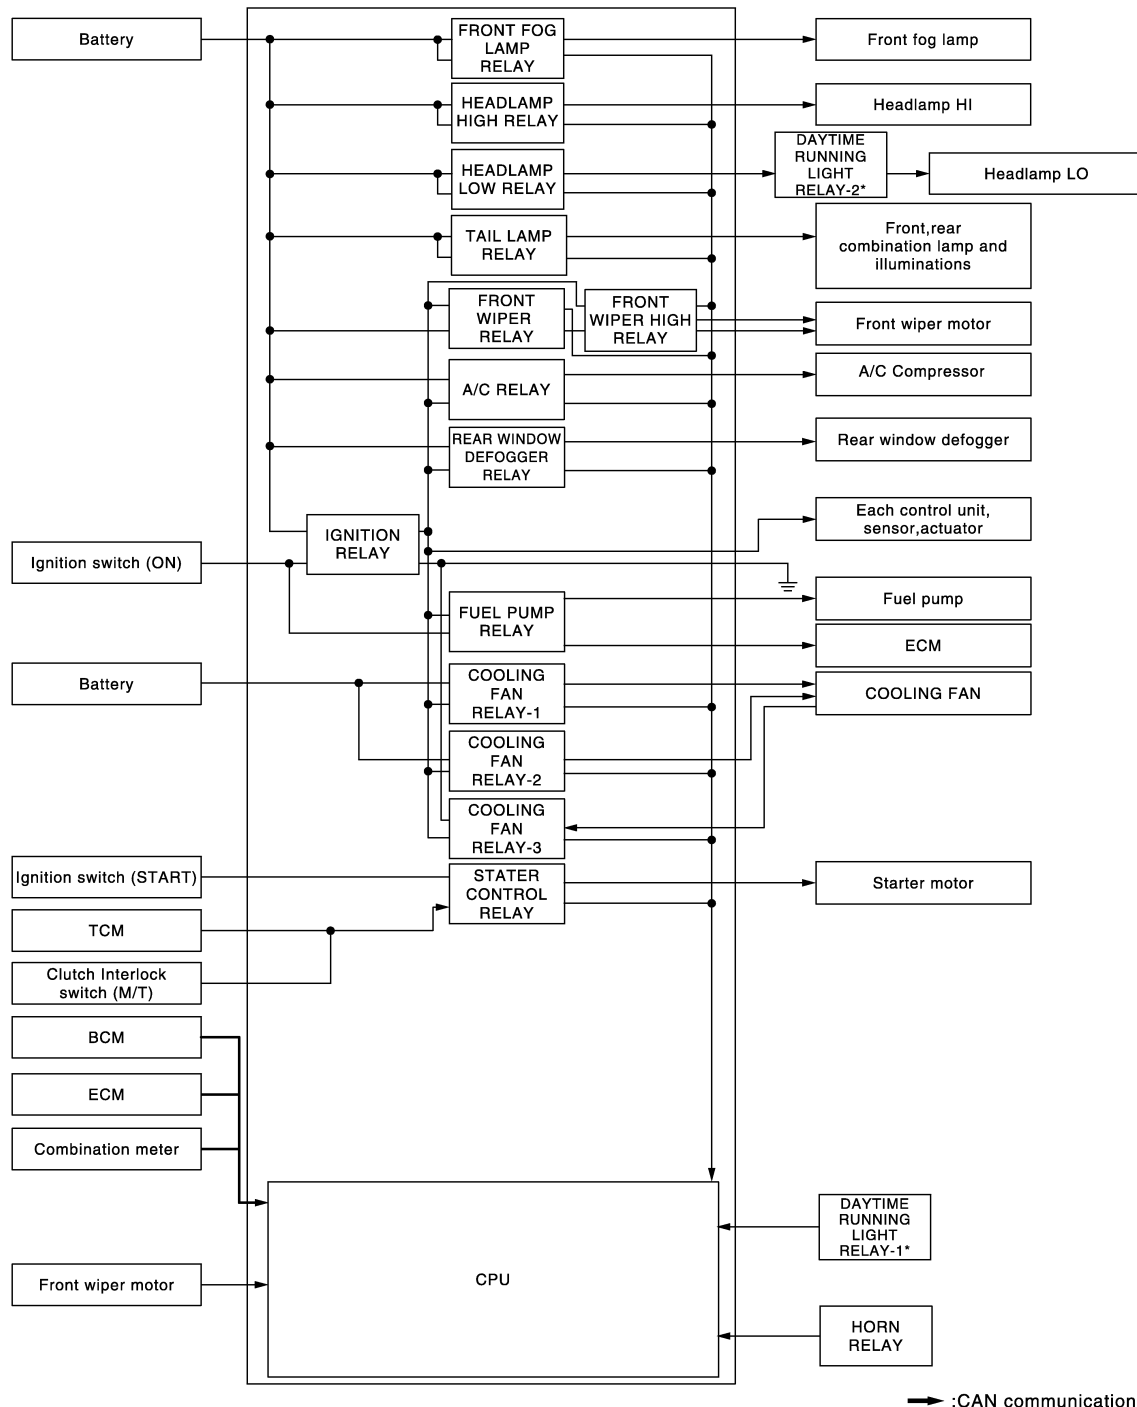 Battery
FRONT FOG
LAMP
RELAY
Front fog lamp
HEADLAMP
HIGH RELAY
Headlamp HI
HEADLAMP
LOW RELAY
DAYTIME
RUNNING
LIGHT
RELAY-2*
Headlamp LO
TAIL LAMP
RELAY
Front,rear
combination lamp and
illuminations
FRONT
WIPER
RELAY
FRONT
WIPER HIGH
RELAY
Front wiper motor
A/C RELAY
A/C Compressor
REAR WINDOW
DEFOGGER
RELAY
Rear window defogger
IGNITION
RELAY
Each control unit,
sensor,actuator
Ignition switch (ON)
FUEL PUMP
RELAY
Fuel pump
ECM
Battery
COOLING
FAN
RELAY-1
COOLING FAN
COOLING
FAN
RELAY-2
COOLING
FAN
RELAY-3
Ignition switch (START)
STATER
CONTROL
RELAY
Starter motor
TCM
Clutch Interlock
switch (M/T)
BCM
ECM
Combination meter
DAYTIME
RUNNING
LIGHT
RELAY-1*
Front wiper motor
CPU
HORN
RELAY
:CAN communication